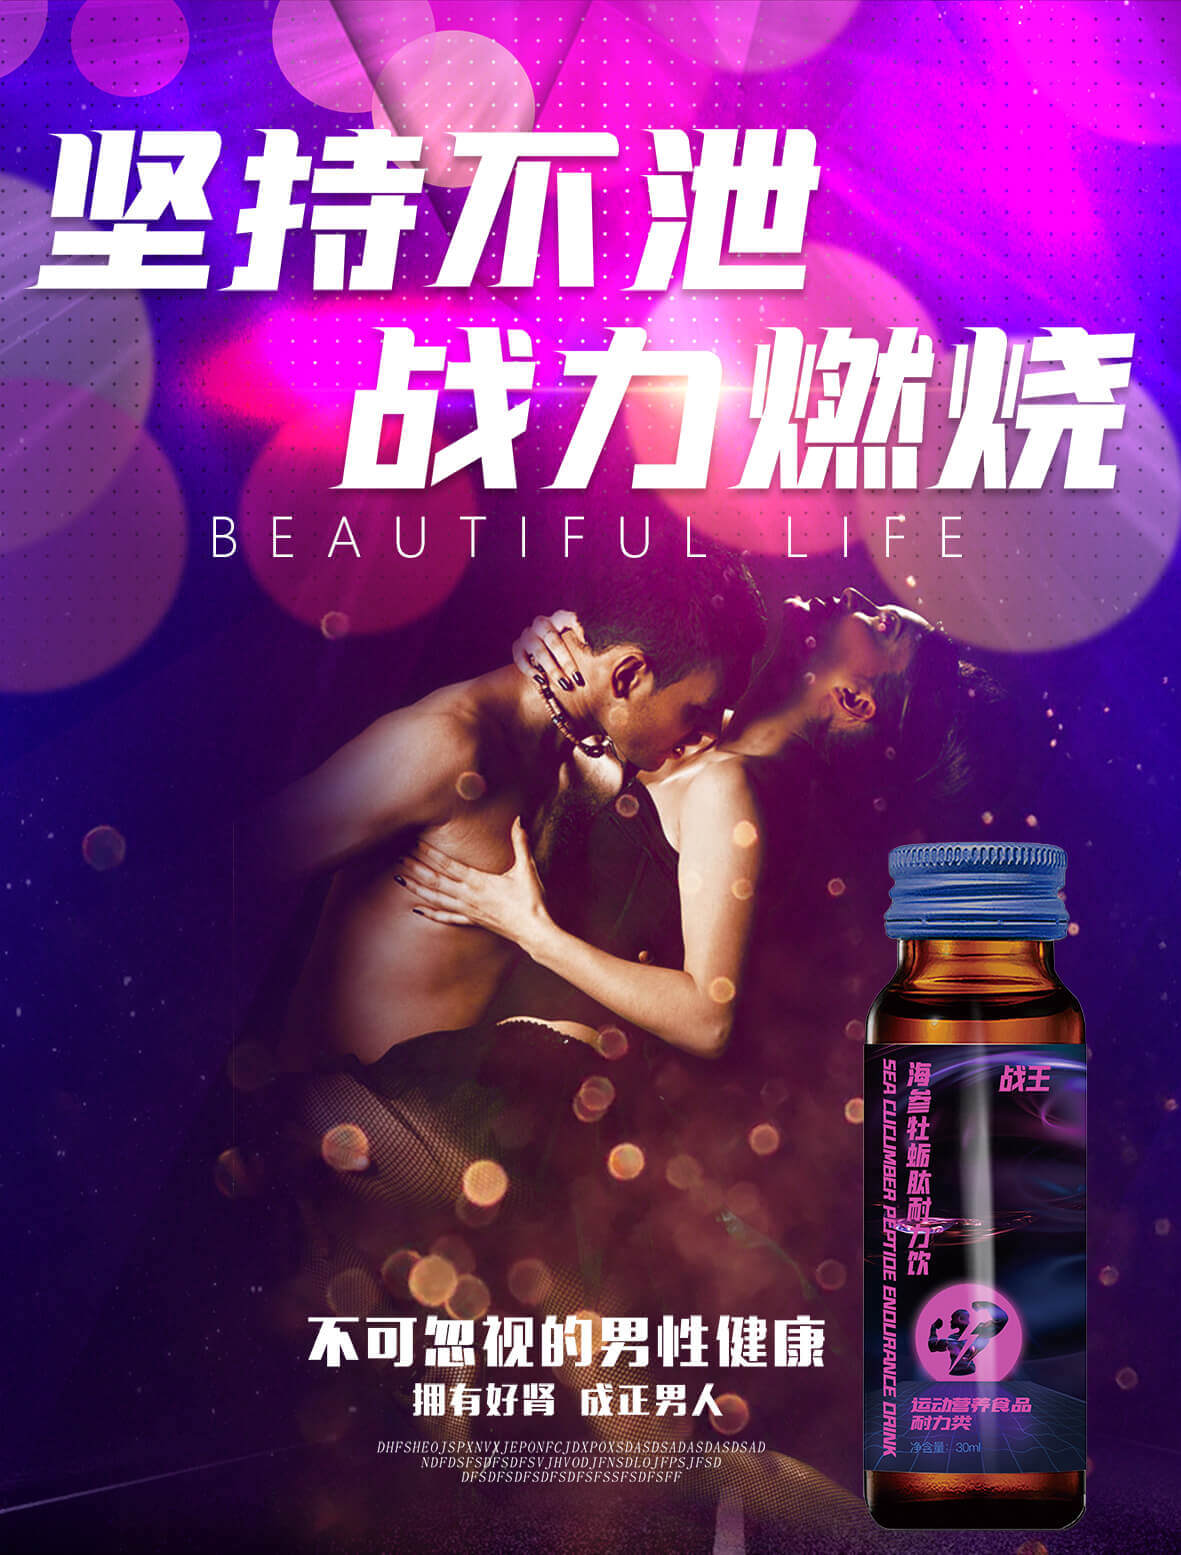 坚持不泄
战力燃烧
BEAUTIFUL LIFE
战王
海参牡蛎肽耐力饮
SEA CUCUMBER PEPTIDE ENDURANCE DRINK
运动营养食品
耐力类
净含量：30ml
不可忽视的男性健康
拥有好肾 成正男人
DHFSHEOJSPXNVXJEPONFCJDXPOXSDASDSADASDASDSAD
NDFDSFSDFSDFSVJHVODJFNSDLOJFPSJFSD
DFSDFSDFSDFSDFSFSSFSDFSFF